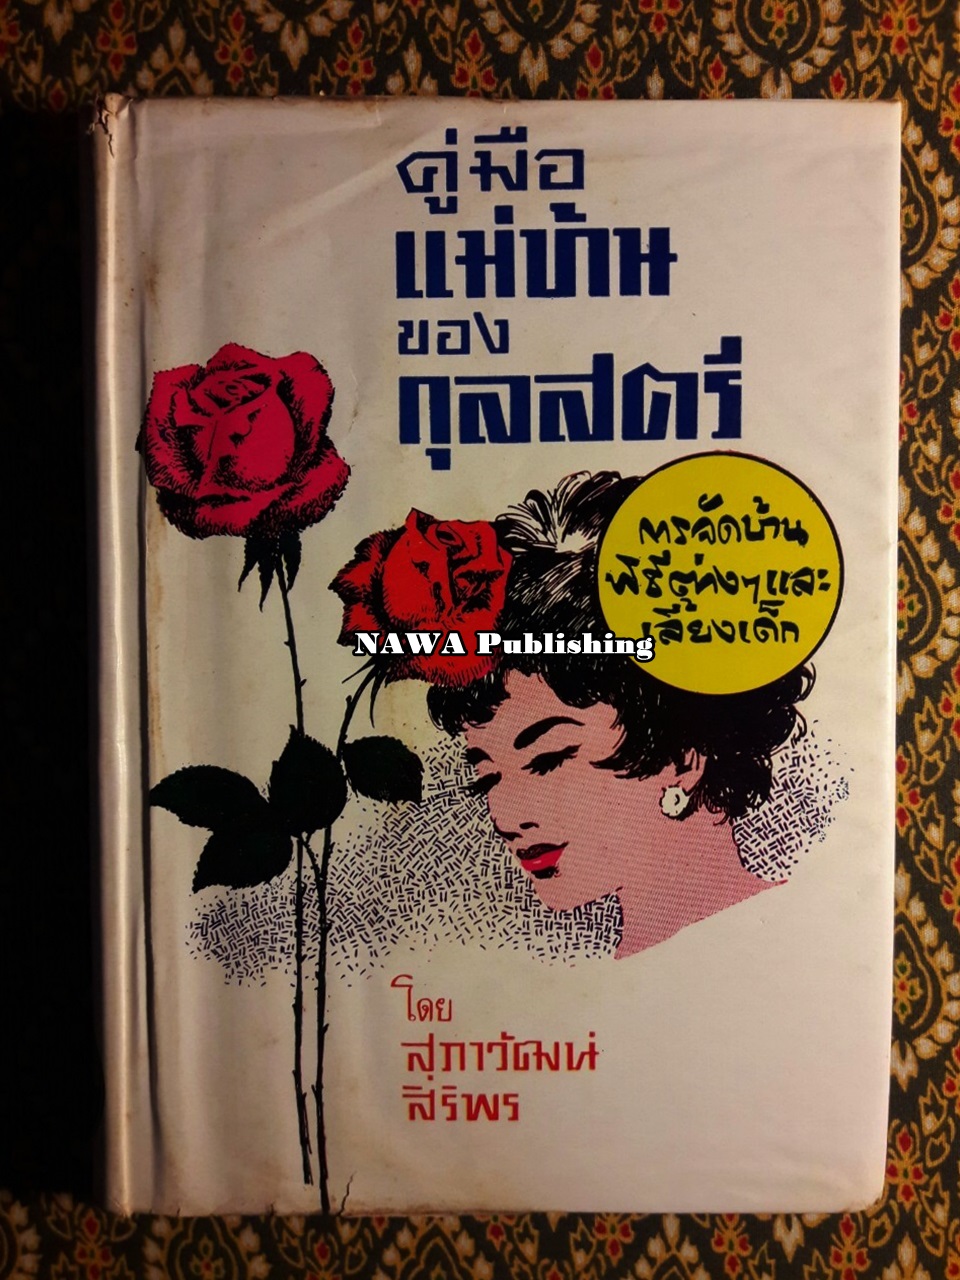 คู่มือ
แม่บ้าน
ของ
กุลสตรี
การจัดบ้าน
พิธีต่างๆและ
เลี้ยงเด็ก
NAWA Publishing
โดย
สุภาวัฒน์
สิริพร